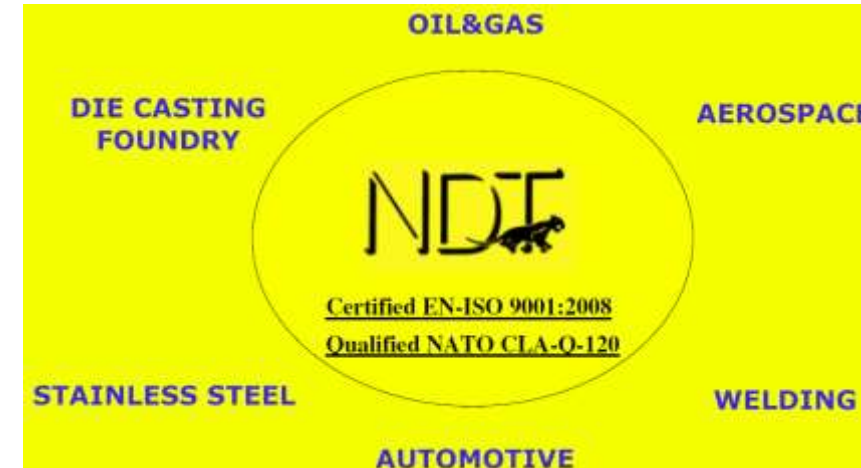 OIL&GAS
DIE CASTING
FOUNDRY
AEROSPACE
NDT
Certified EN-ISO 9001:2008
Qualified NATO CLA-Q-120
STAINLESS STEEL
WELDING
AUTOMOTIVE